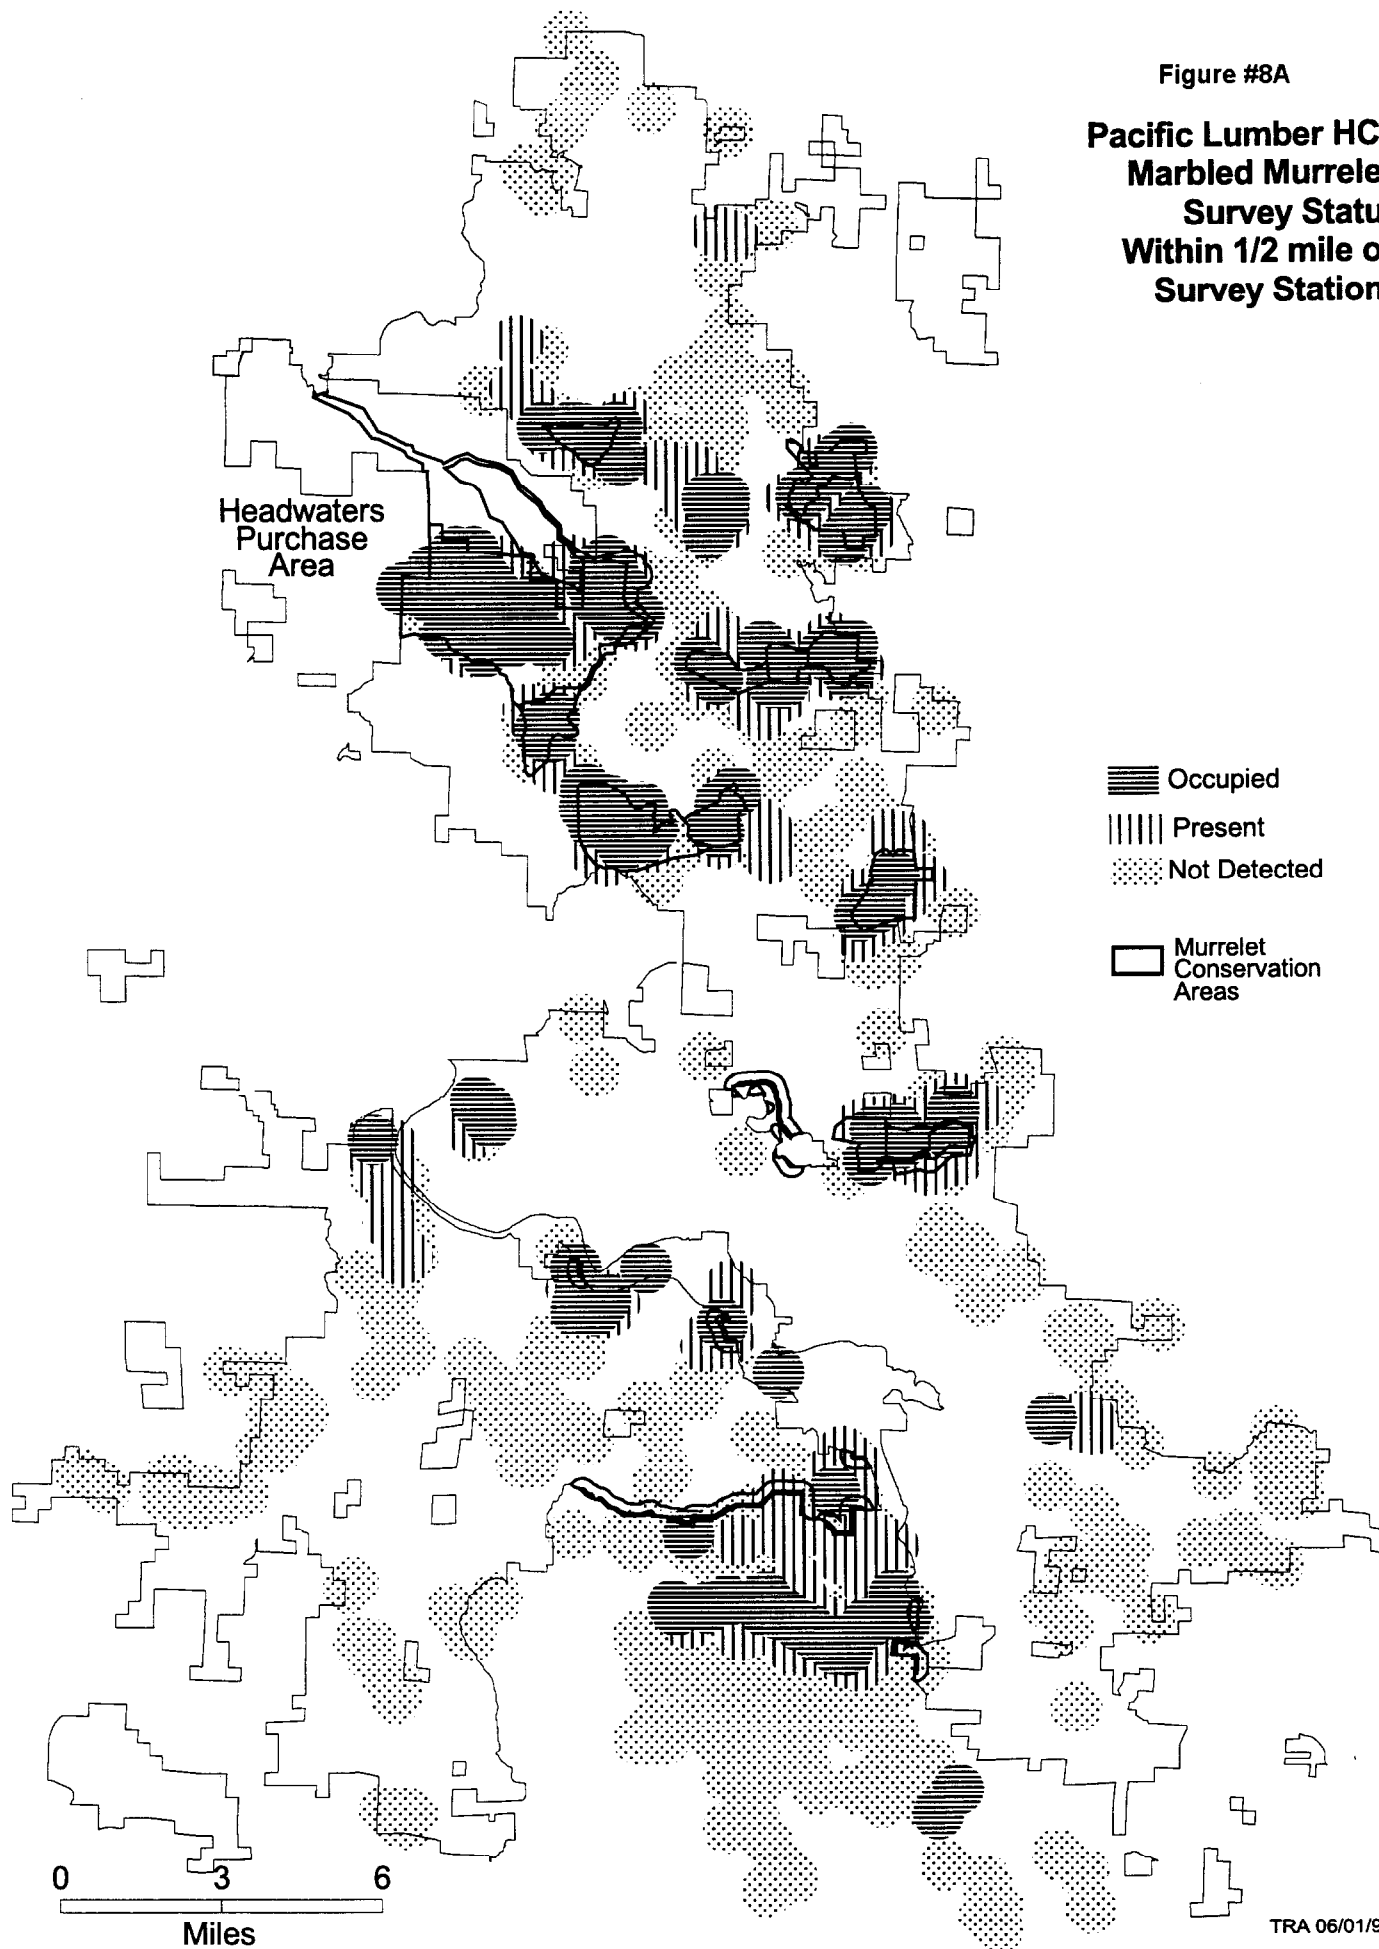 Figure #8A
Pacific Lumber HC
Marbled Murrele
Survey Statu
Within 1/2 mile o
Survey Station
Headwaters
Purchase
Area
Occupied
Present
Not Detected
Murrelet
Conservation
Areas
0 3 6
Miles
TRA 06/01/9